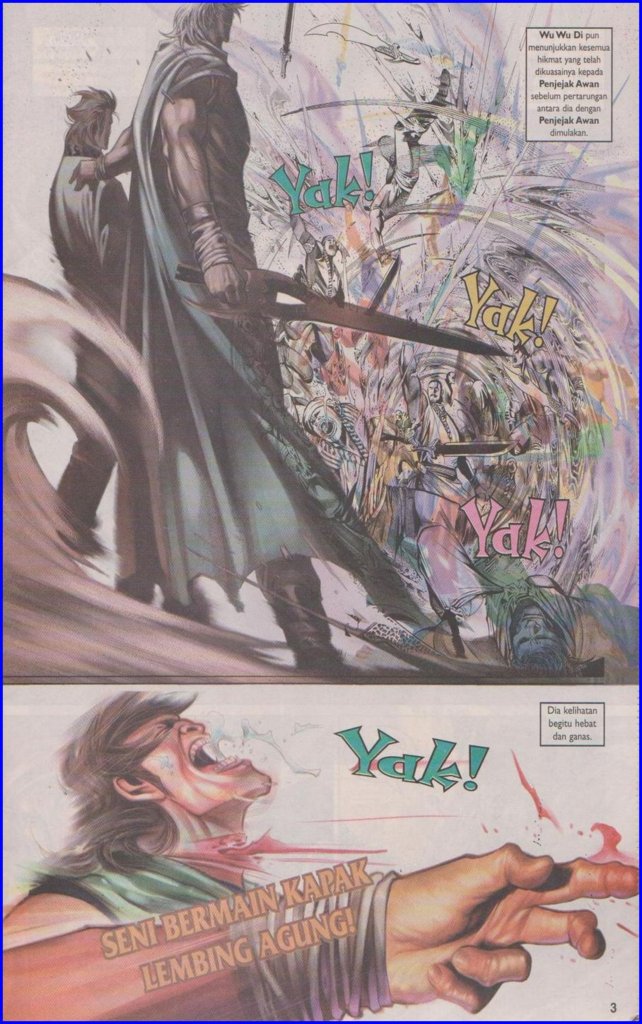 Wu Wu Di pun
menunjukkan kesemua
hikmat yang telah
dikuasainya kepada
Penjejak Awan
sebelum pertarungan
antara dia dengan
Penjejak Awan
dimulakan.
Yak!
Yak!
Yak!
Dia kelihatan
begitu hebat
dan ganas.
Yak!
SENI BERMAIN KAPAK
LEMBING AGUNG!
3